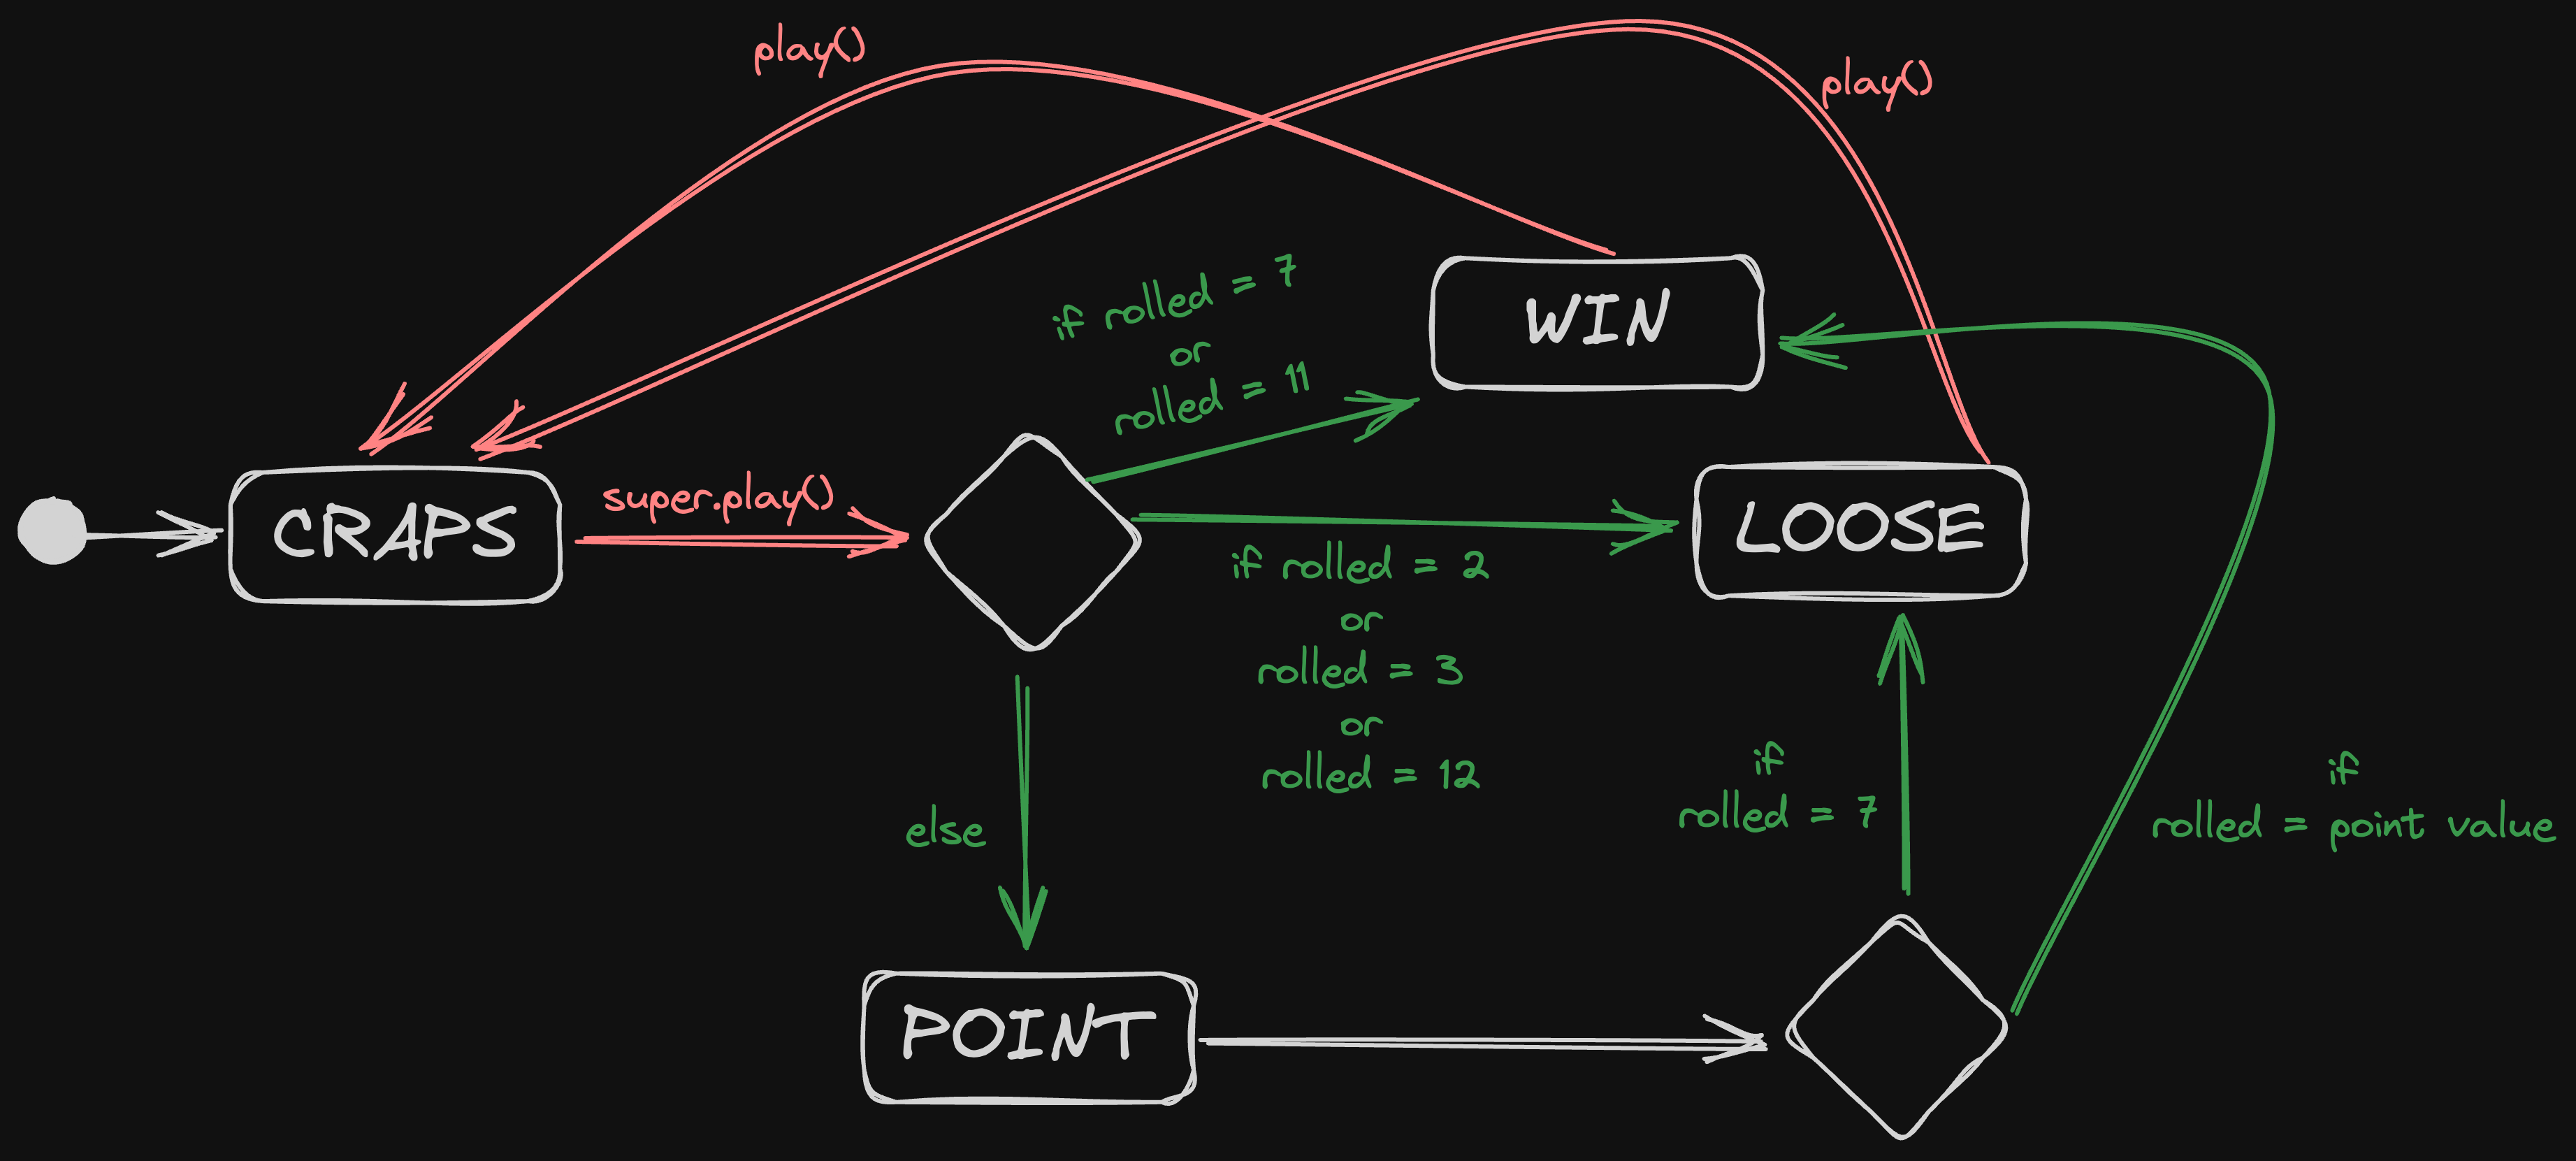 play()
play()
if rolled = 7
or
rolled = 11
WIN
CRAPS
super.play()
LOOSE
if rolled = 2
or
rolled = 3
or
rolled = 12
else
if
rolled = 7
if
rolled = point value
POINT